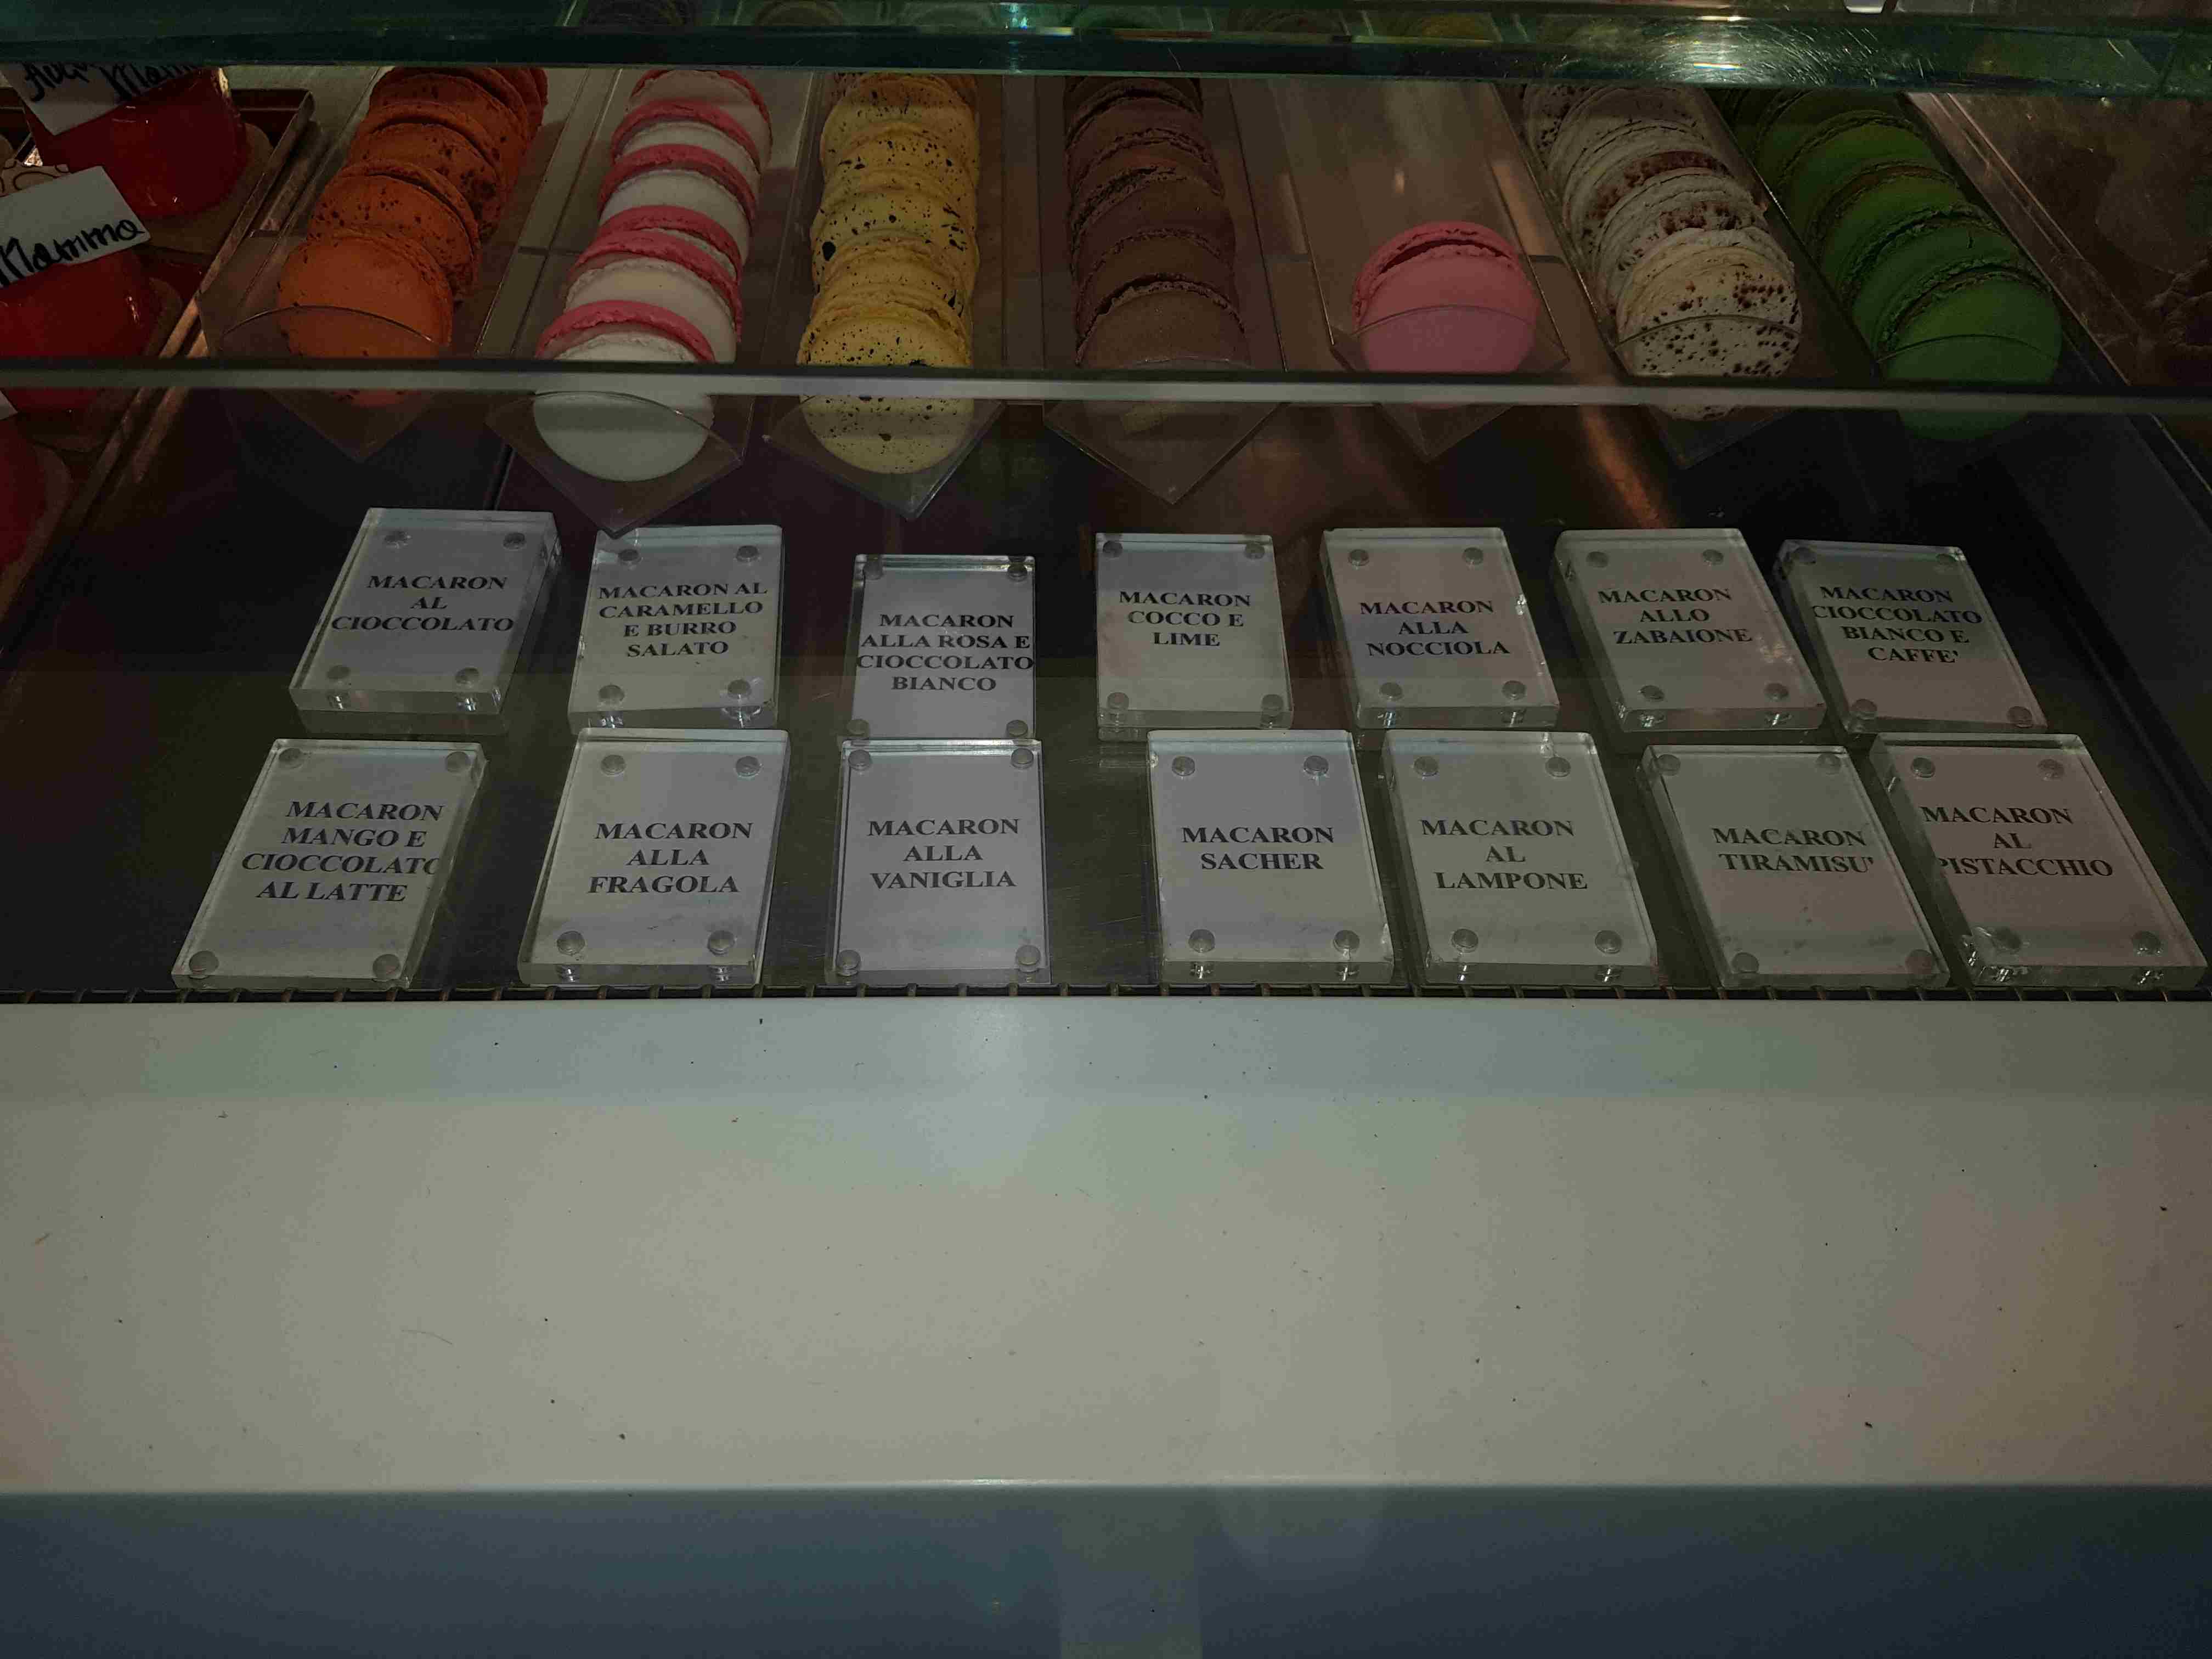 Mamma
MACARON
AL
CIOCCOLATO
MACARON AL
CARAMELLO
E BURRO
SALATO
MACARON
ALLA ROSA E
CIOCCOLATO
BIANCO
MACARON
COCCO E
LIME
MACARON
ALLA
NOCCIOLA
MACARON
ALLO
ZABAIONE
MACARON
CIOCCOLATO
BIANCO E
CAFFE'
MACARON
MANGO E
CIOCCOLATO
AL LATTE
MACARON
ALLA
FRAGOLA
MACARON
ALLA
VANIGLIA
MACARON
SACHER
MACARON
AL
LAMPONE
MACARON
TIRAMISU'
MACARON
AL
PISTACCHIO